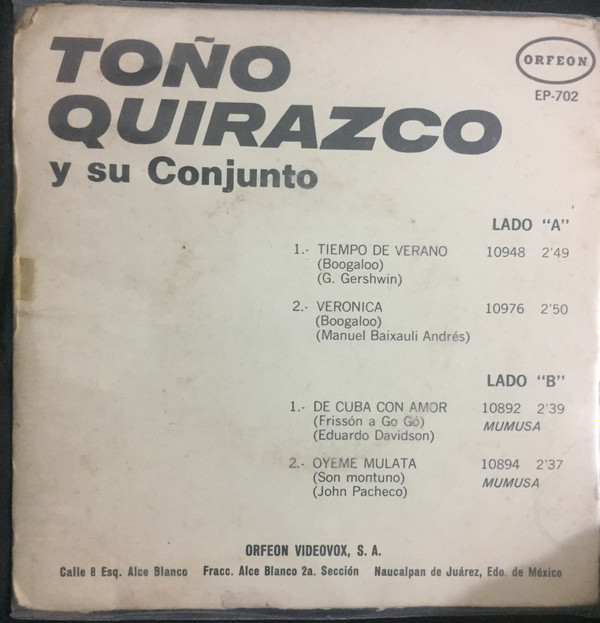 TOÑO
QUIRAZCO
y su Conjunto
ORFEON
EP-702
LADO "A"
1.- TIEMPO DE VERANO 10948 2'49
(Boogaloo)
(G. Gershwin)
2.- VERONICA 10976 2'50
(Boogaloo)
(Manuel Baixauli Andrés)
LADO "B"
1.- DE CUBA CON AMOR 10892 2'39
(Frissón a Go Gó) MUMUSA
(Eduardo Davidson)
2.- OYEME MULATA 10894 2'37
(Son montuno) MUMUSA
(John Pacheco)
ORFEON VIDEOVOX, S. A.
Calle 8 Esq. Alce Blanco Fracc. Alce Blanco 2a. Sección Naucalpan de Juárez, Edo. de México